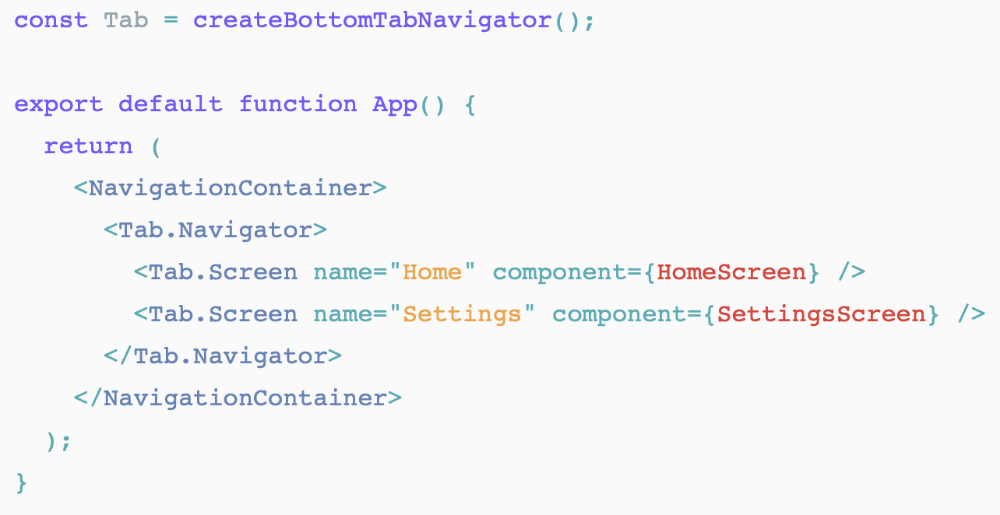 const Tab = createBottomTabNavigator();

export default function App() {
  return (
    <NavigationContainer>
      <Tab.Navigator>
        <Tab.Screen name="Home" component={HomeScreen} />
        <Tab.Screen name="Settings" component={SettingsScreen} />
      </Tab.Navigator>
    </NavigationContainer>
  );
}